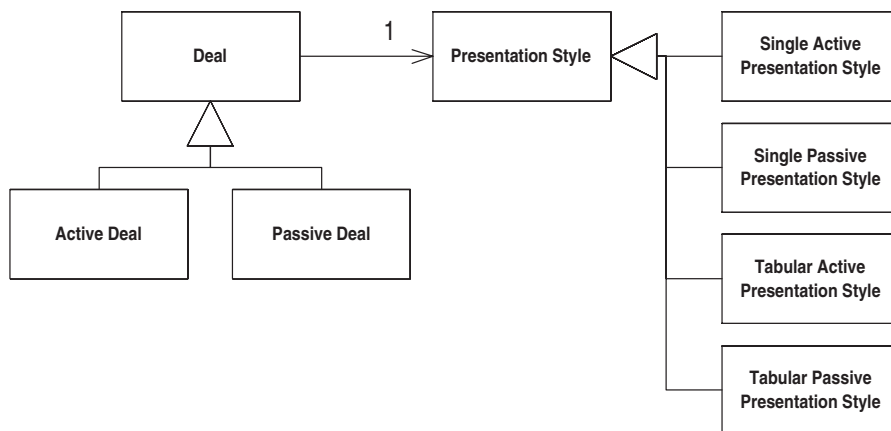 Deal
1
Presentation Style
Single Active
Presentation Style
Single Passive
Presentation Style
Active Deal
Passive Deal
Tabular Active
Presentation Style
Tabular Passive
Presentation Style